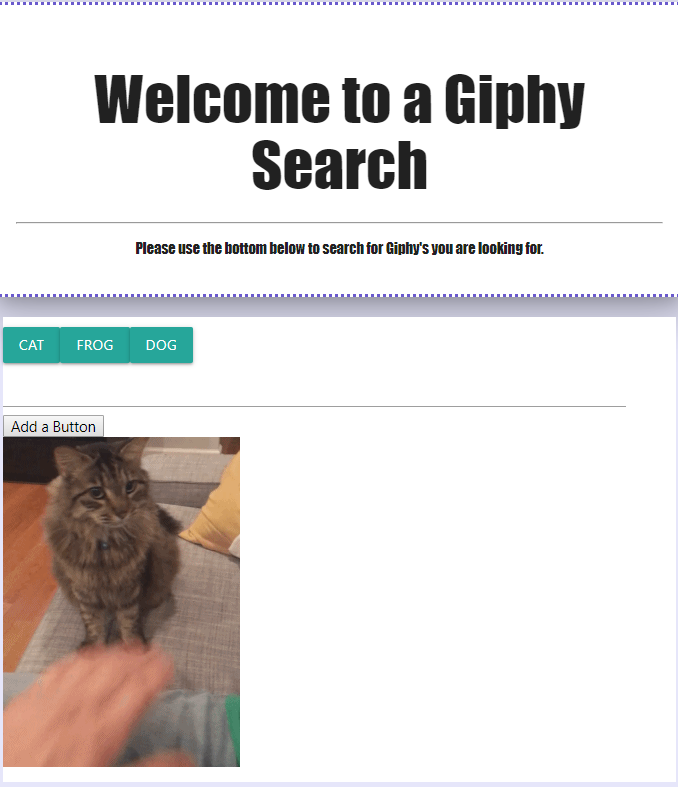 Welcome to a Giphy
Search
Please use the bottom below to search for Giphy's you are looking for.
CAT FROG DOG
Add a Button